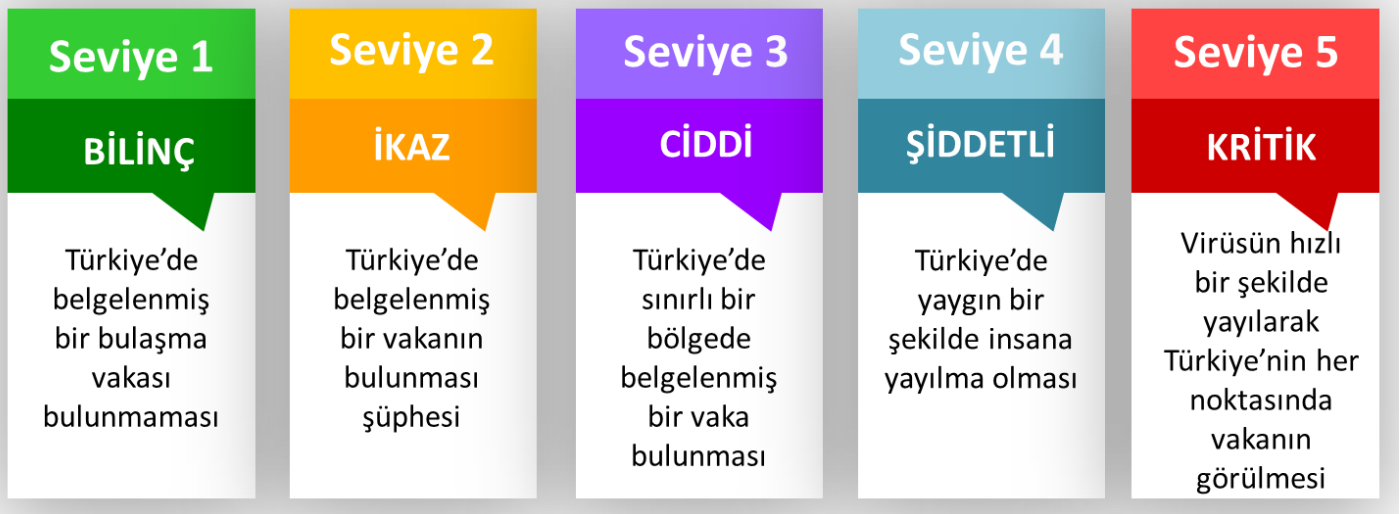 Seviye 1
BİLİNÇ
Türkiye’de
belgelenmiş
bir bulaşma
vakası
bulunmaması
Seviye 2
İKAZ
Türkiye’de
belgelenmiş
bir vakanın
bulunması
şüphesi
Seviye 3
CİDDİ
Türkiye’de
sınırlı bir
bölgede
belgelenmiş
bir vaka
bulunması
Seviye 4
ŞİDDETLİ
Türkiye’de
yaygın bir
şekilde insana
yayılma olması
Seviye 5
KRİTİK
Virüsün hızlı
bir şekilde
yayılarak
Türkiye’nin her
noktasında
vakanın
görülmesi